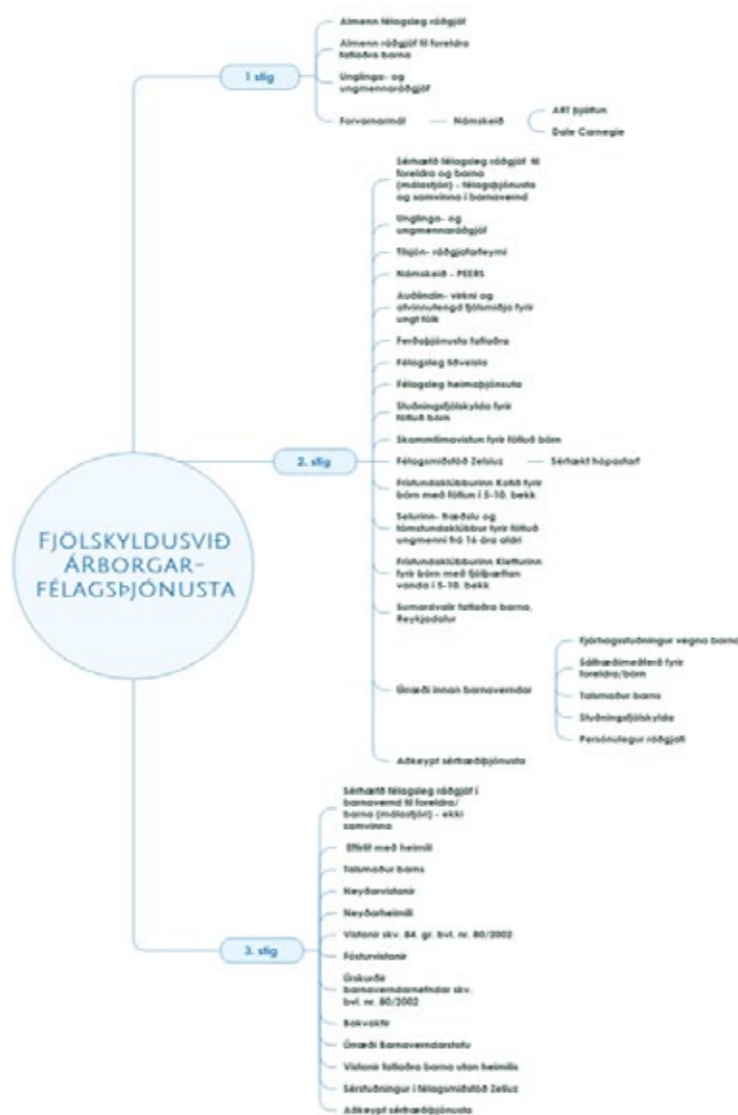 FJÖLSKYLDUSVIÐ
ÁRBORGAR-
FÉLAGSÞJÓNUSTA
1 stig
Almenn félagsleg ráðgjöf
Almenn ráðgjöf til foreldra
fatlaðra barna
Unglinga- og
ungmennaráðgjöf
Forvarnarmál
Námskeið
ART þjálfun
Dale Carnegie
2. stig
Sérhæfð félagsleg ráðgjöf til
foreldra og barna
(málastjóri) - félagsþjónusta
og samvinna í barnavernd
Unglinga- og
ungmennaráðgjöf
Tilsjón- ráðgjafarteymi
Námskeið - PEERS
Auðlindin- virkni og
atvinnutengd fjölsmiðja fyrir
ungt fólk
Ferðaþjónusta fatlaðra
Félagsleg liðveisla
Félagsleg heimaþjónsuta
Stuðningsfjölskylda fyrir
fötluð börn
Skammtímavistun fyrir fötluð börn
Félagsmiðstöð Zelsíuz
Sértækt hópastarf
Frístundaklúbburinn Kotið fyrir
börn með fötlun í 5-10. bekk
Selurinn- fræðslu og
tómstundaklúbbur fyrir fötluð
ungmenni frá 16 ára aldri
Frístundaklúbburinn Kletturinn
fyrir börn með fjölþættan
vanda í 5-10. bekk
Sumardvalir fatlaðra barna,
Reykjadalur
Úrræði innan barnaverndar
Fjárhagsstuðningur vegna barna
Sálfræðimeðferð fyrir
foreldra/börn
Talsmaður barns
Stuðningsfjölskylda
Persónulegur ráðgjafi
Aðkeypt sérfræðiþjónusta
3. stig
Sérhæfð félagsleg ráðgjöf í
barnavernd til foreldra/
barna (málastjóri) - ekki
samvinna
Eftirlit með heimili
Talsmaður barns
Neyðarvistanir
Neyðarheimili
Vistanir skv. 84. gr. bvl. nr. 80/2002
Fósturvistanir
Úrskurðir
barnaverndarnefndar skv.
bvl. nr. 80/2002
Bakvaktir
Úrræði Barnaverndarstofu
Vistanir fatlaðra barna utan heimilis
Sérstuðningur í félagsmiðstöð Zelíuz
Aðkeypt sérfræðiþjónusta